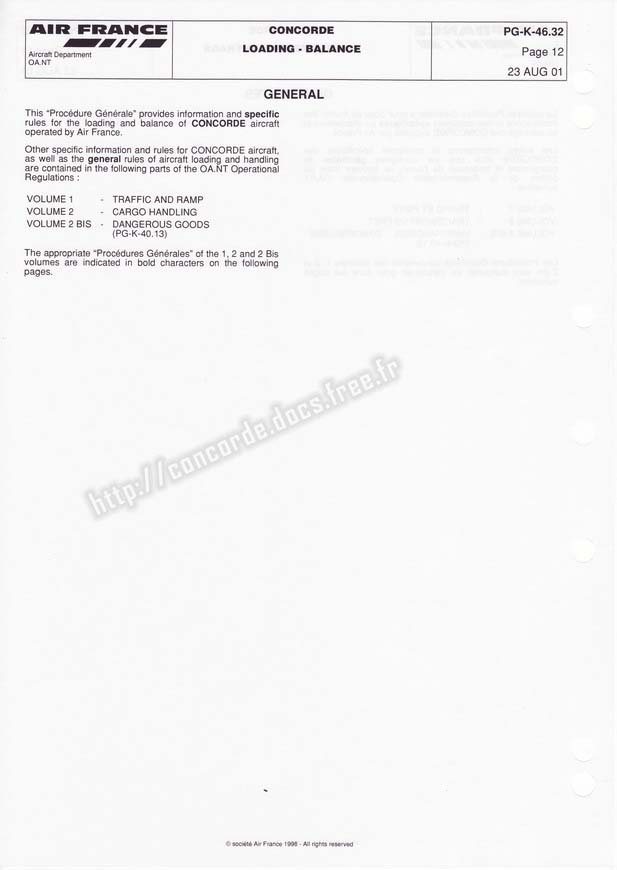 AIR FRANCE
Aircraft Department
OA.NT
CONCORDE
LOADING - BALANCE
PG-K-46.32
Page 12
23 AUG 01
GENERAL
This “Procédure Générale” provides information and specific
rules for the loading and balance of CONCORDE aircraft
operated by Air France.
Other specific information and rules for CONCORDE aircraft,
as well as the general rules of aircraft loading and handling
are contained in the following parts of the OA.NT Operational
Regulations :
VOLUME 1 - TRAFFIC AND RAMP
VOLUME 2 - CARGO HANDLING
VOLUME 2 BIS - DANGEROUS GOODS
(PG-K-40.13)
The appropriate “Procédures Générales” of the 1, 2 and 2 Bis
volumes are indicated in bold characters on the following
pages.
http://concorde.docs.free.fr
© société Air France 1998 - All rights reserved